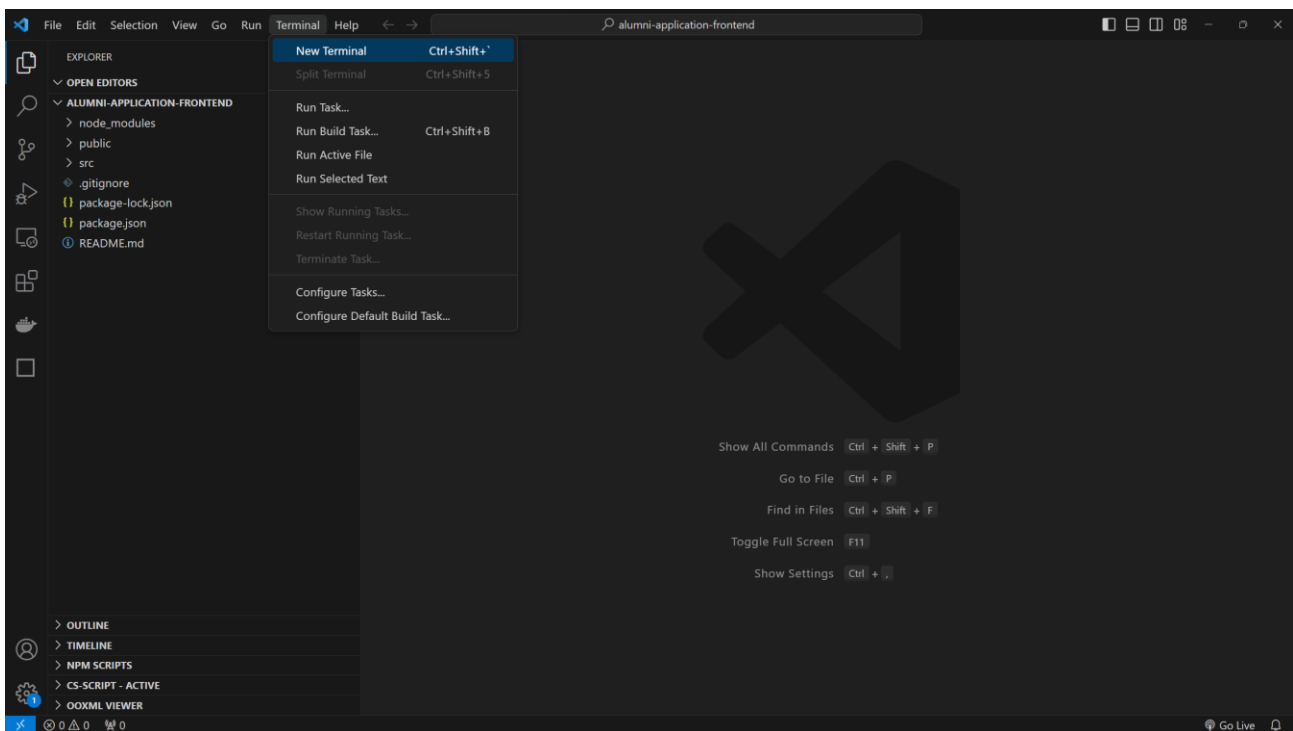 File Edit Selection View Go Run Terminal Help
alumni-application-frontend
EXPLORER
OPEN EDITORS
ALUMNI-APPLICATION-FRONTEND
node_modules
public
src
.gitignore
{} package-lock.json
{} package.json
README.md
New Terminal Ctrl+Shift+`
Split Terminal Ctrl+Shift+5
Run Task...
Run Build Task... Ctrl+Shift+B
Run Active File
Run Selected Text
Show Running Tasks...
Restart Running Task...
Terminate Task...
Configure Tasks...
Configure Default Build Task...
Show All Commands Ctrl + Shift + P
Go to File Ctrl + P
Find in Files Ctrl + Shift + F
Toggle Full Screen F11
Show Settings Ctrl + ,
OUTLINE
TIMELINE
NPM SCRIPTS
CS-SCRIPT - ACTIVE
OOXML VIEWER
1
0 0 0
Go Live